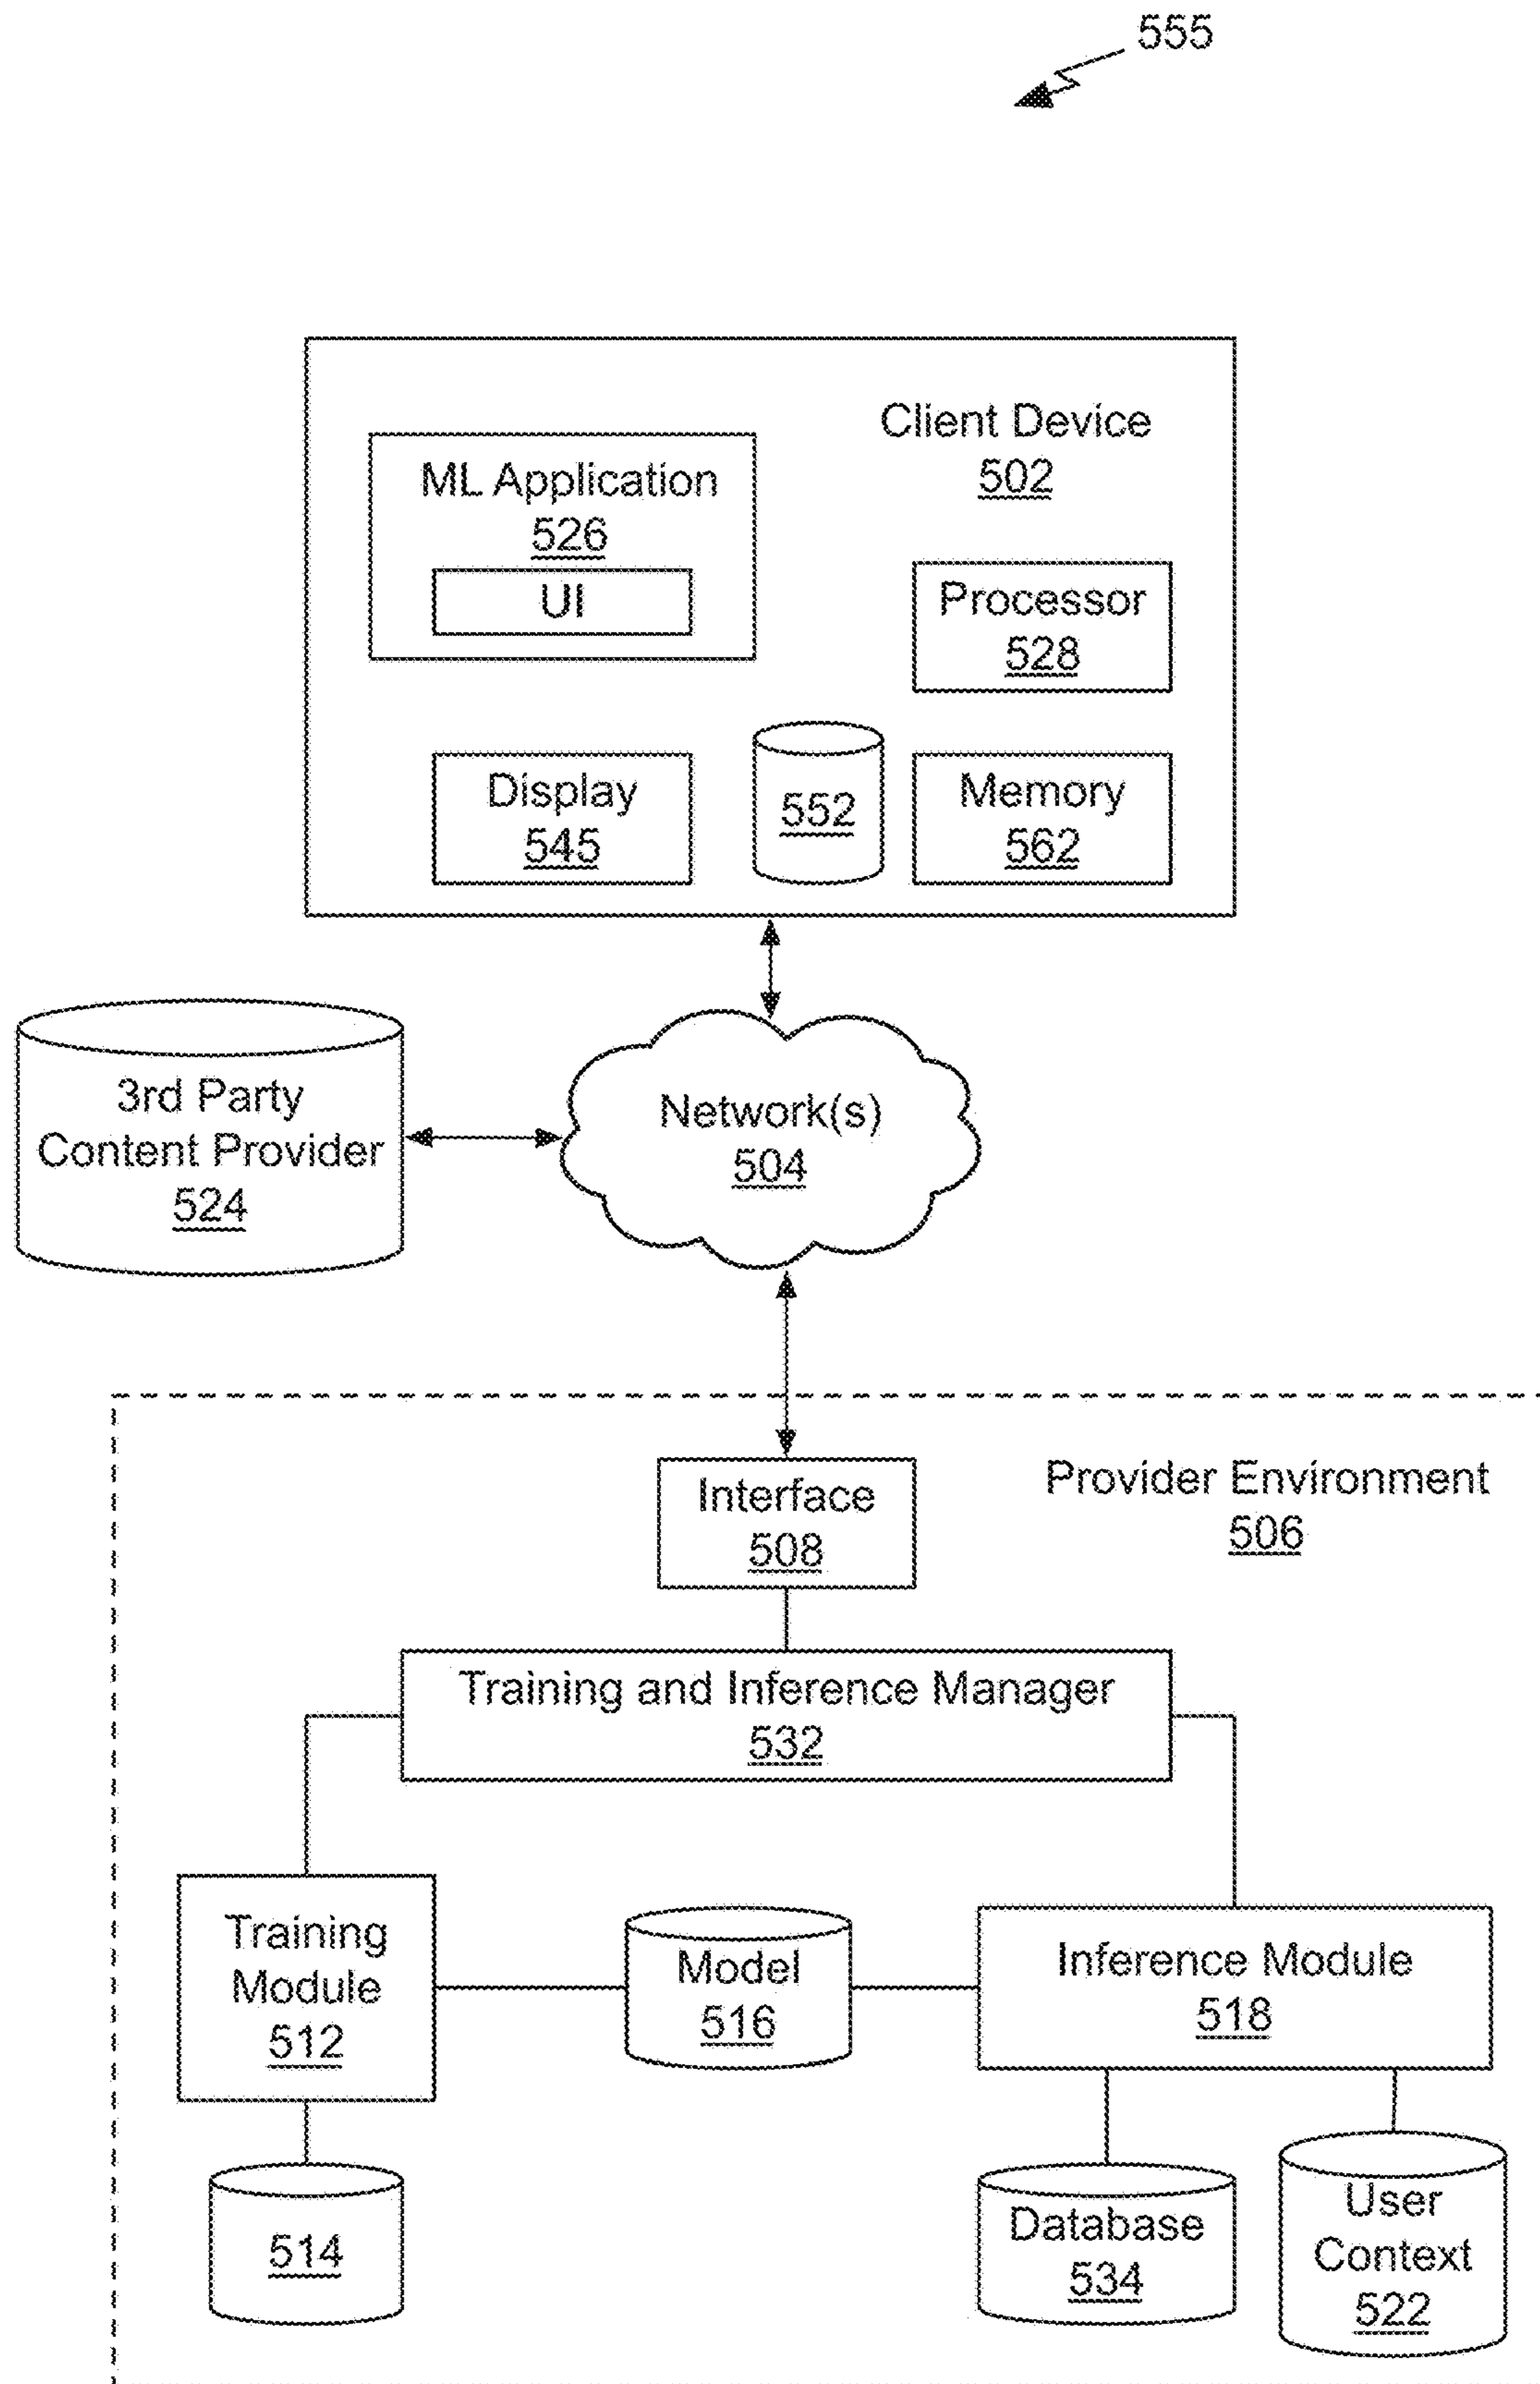 555
Client Device
502
ML Application
526
UI
Processor
528
Display
545
552
Memory
562
3rd Party
Content Provider
524
Network(s)
504
Provider Environment
506
Interface
508
Training and Inference Manager
532
Training
Module
512
Model
516
Inference Module
518
514
Database
534
User
Context
522